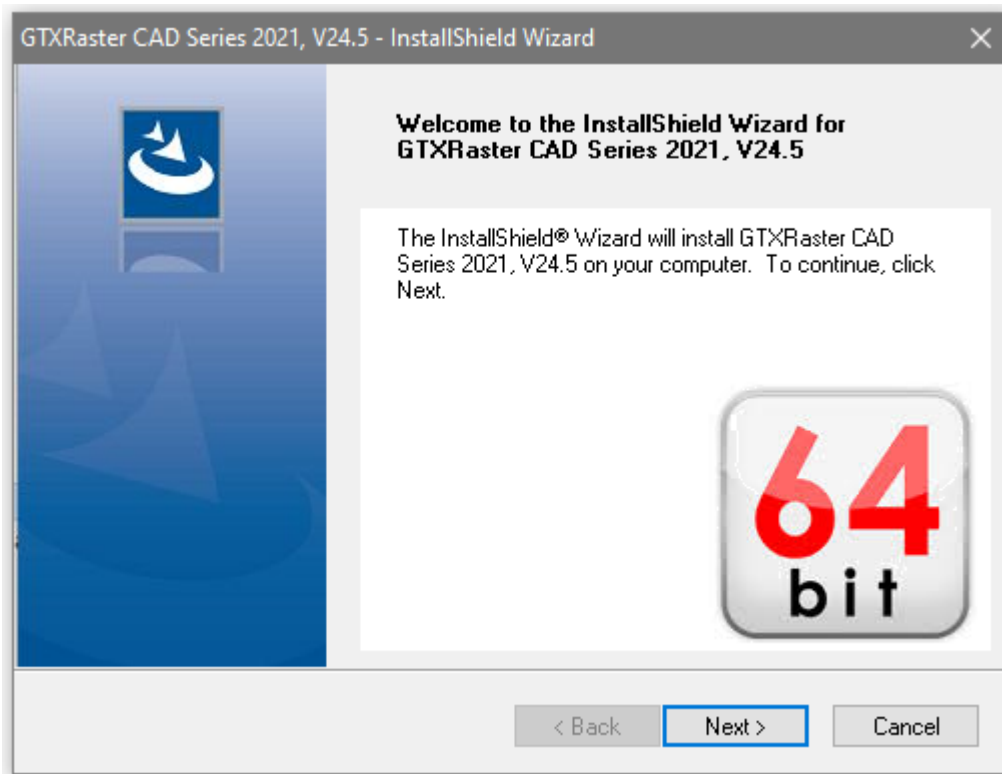 GTXRaster CAD Series 2021, V24.5 - InstallShield Wizard
Welcome to the InstallShield Wizard for
GTXRaster CAD Series 2021, V24.5
The InstallShield® Wizard will install GTXRaster CAD
Series 2021, V24.5 on your computer.  To continue, click
Next.
64
bit
< Back
Next >
Cancel